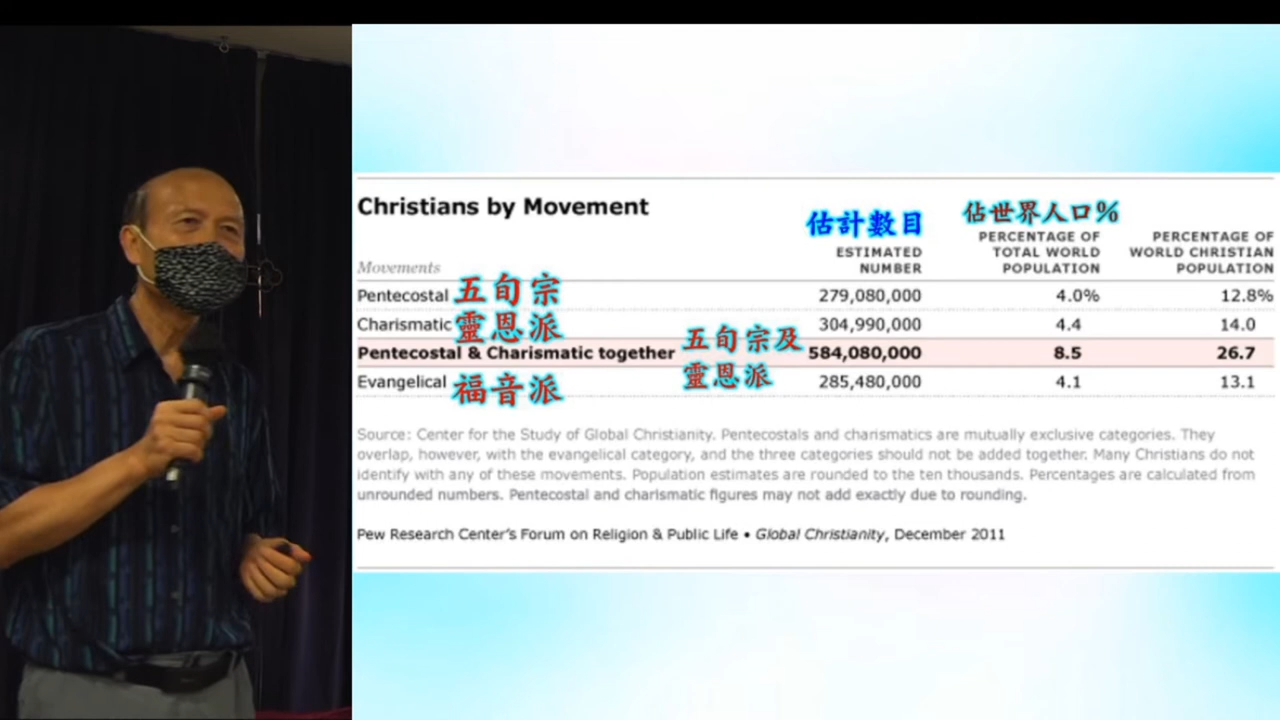 Christians by Movement
估計數目
佔世界人口%
Movements
ESTIMATED NUMBER
PERCENTAGE OF TOTAL WORLD POPULATION
PERCENTAGE OF WORLD CHRISTIAN POPULATION
Pentecostal 五旬宗 279,080,000 4.0% 12.8%
Charismatic 靈恩派 304,990,000 4.4 14.0
Pentecostal & Charismatic together 五旬宗及靈恩派 584,080,000 8.5 26.7
Evangelical 福音派 285,480,000 4.1 13.1
Source: Center for the Study of Global Christianity. Pentecostals and charismatics are mutually exclusive categories. They
overlap, however, with the evangelical category, and the three categories should not be added together. Many Christians do not
identify with any of these movements. Population estimates are rounded to the ten thousands. Percentages are calculated from
unrounded numbers. Pentecostal and charismatic figures may not add exactly due to rounding.
Pew Research Center's Forum on Religion & Public Life • Global Christianity, December 2011